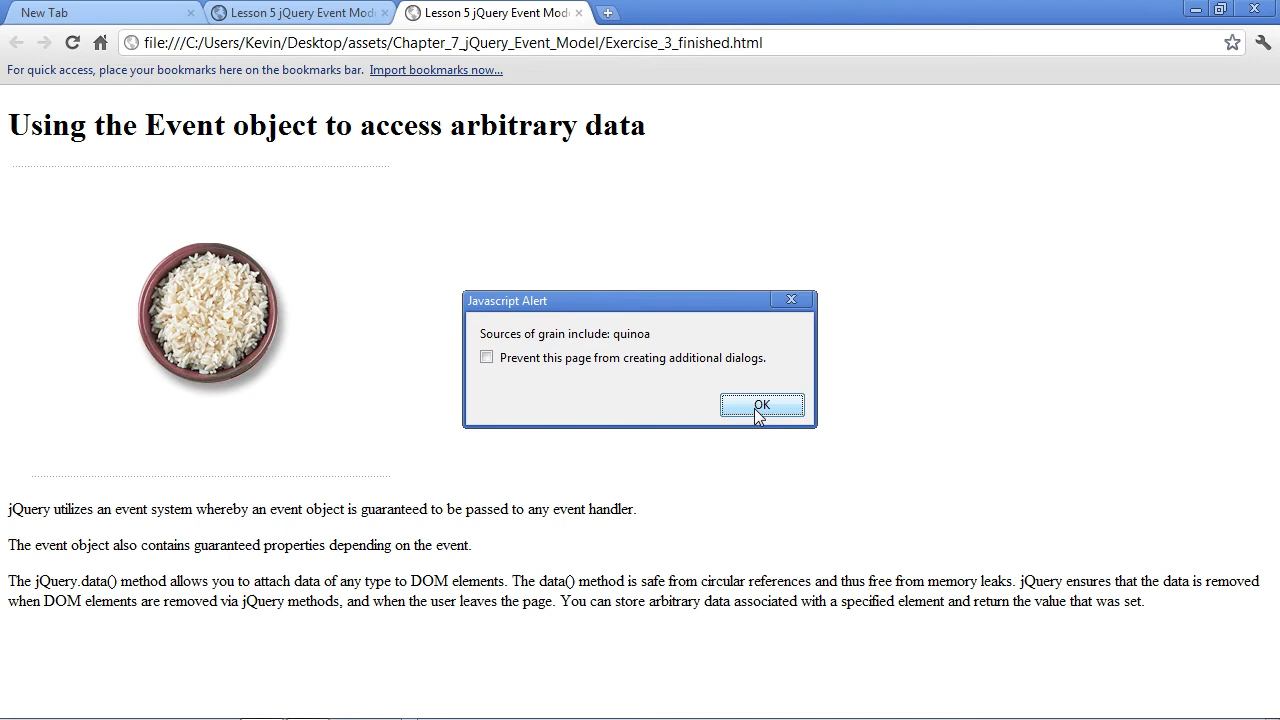 New Tab
Lesson 5 jQuery Event Mod
Lesson 5 jQuery Event Mod
file:///C:/Users/Kevin/Desktop/assets/Chapter_7_jQuery_Event_Model/Exercise_3_finished.html
For quick access, place your bookmarks here on the bookmarks bar. Import bookmarks now...
Using the Event object to access arbitrary data
Javascript Alert
Sources of grain include: quinoa
Prevent this page from creating additional dialogs.
OK
jQuery utilizes an event system whereby an event object is guaranteed to be passed to any event handler.
The event object also contains guaranteed properties depending on the event.
The jQuery.data() method allows you to attach data of any type to DOM elements. The data() method is safe from circular references and thus free from memory leaks. jQuery ensures that the data is removed
when DOM elements are removed via jQuery methods, and when the user leaves the page. You can store arbitrary data associated with a specified element and return the value that was set.